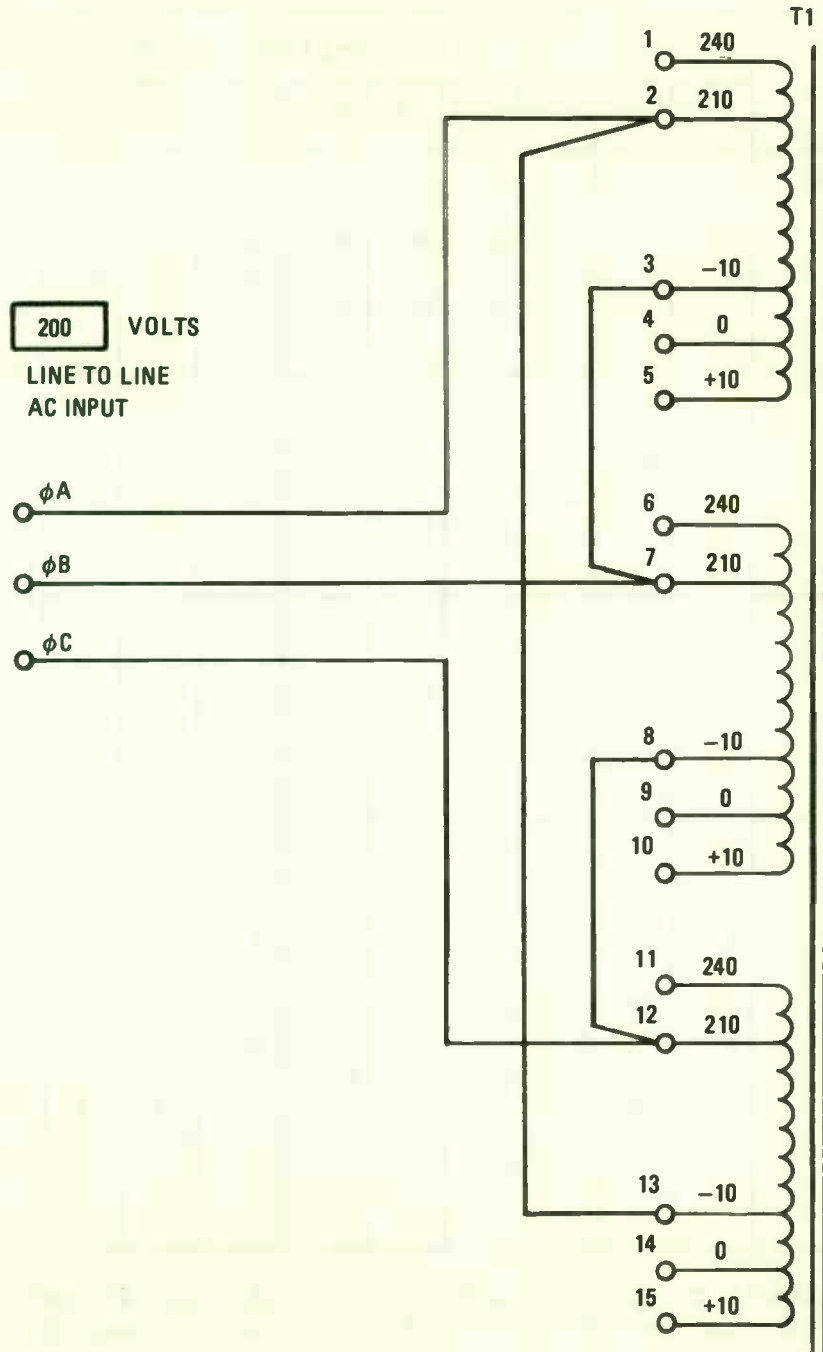 T1
1 240
2 210
3 −10
4 0
5 +10
200 VOLTS
LINE TO LINE
AC INPUT
φA
φB
φC
6 240
7 210
8 −10
9 0
10 +10
11 240
12 210
13 −10
14 0
15 +10